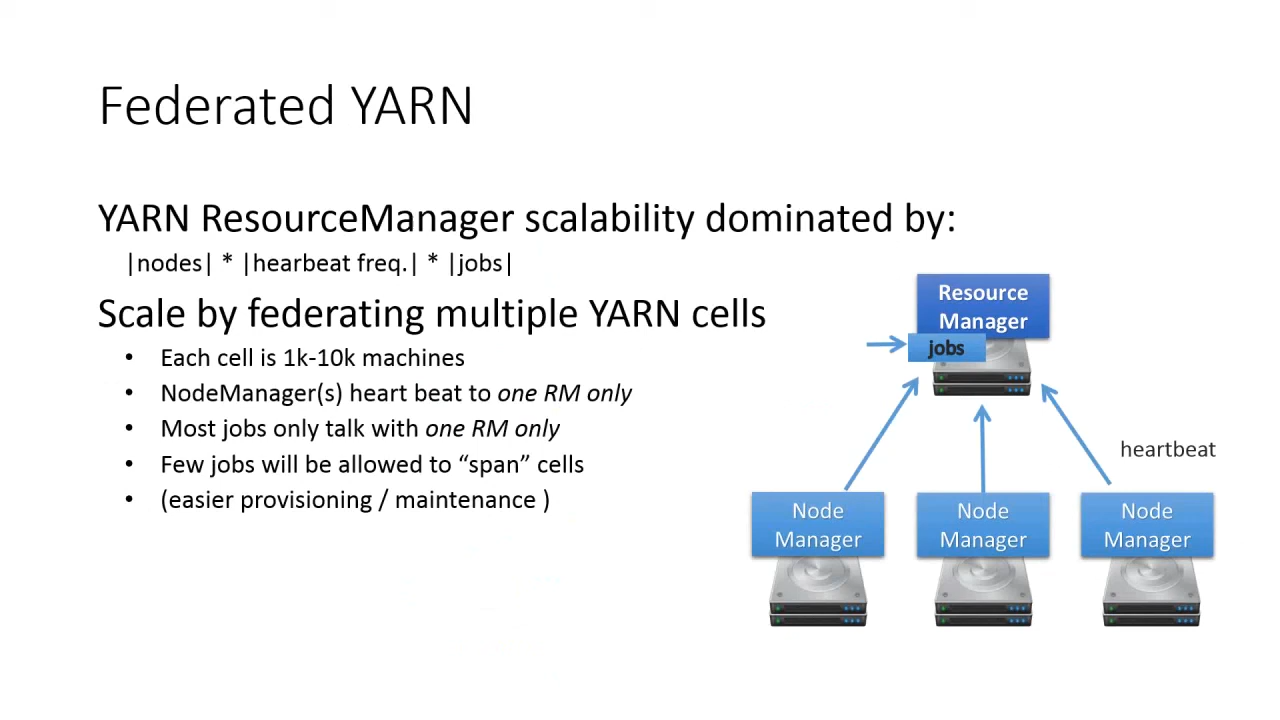 Federated YARN
YARN ResourceManager scalability dominated by:
|nodes| * |hearbeat freq.| * |jobs|
Scale by federating multiple YARN cells
• Each cell is 1k-10k machines
• NodeManager(s) heart beat to one RM only
• Most jobs only talk with one RM only
• Few jobs will be allowed to “span” cells
• (easier provisioning / maintenance )
Resource
Manager
jobs
heartbeat
Node
Manager
Node
Manager
Node
Manager